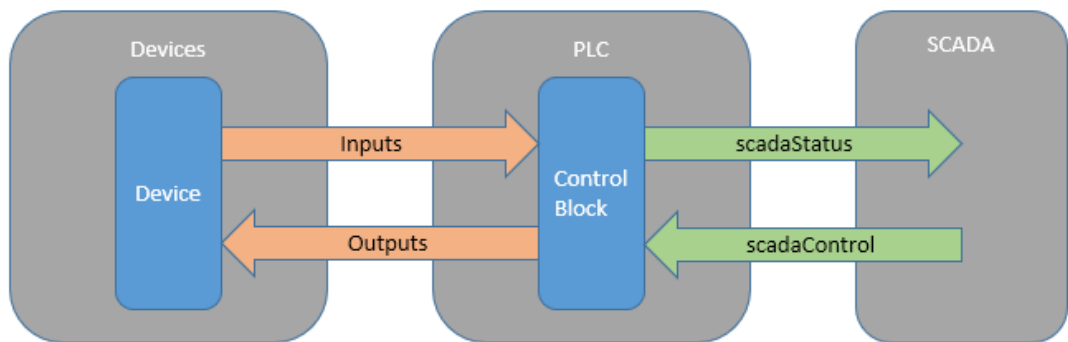 Devices
PLC
SCADA
Inputs
scadaStatus
Device
Control
Block
Outputs
scadaControl